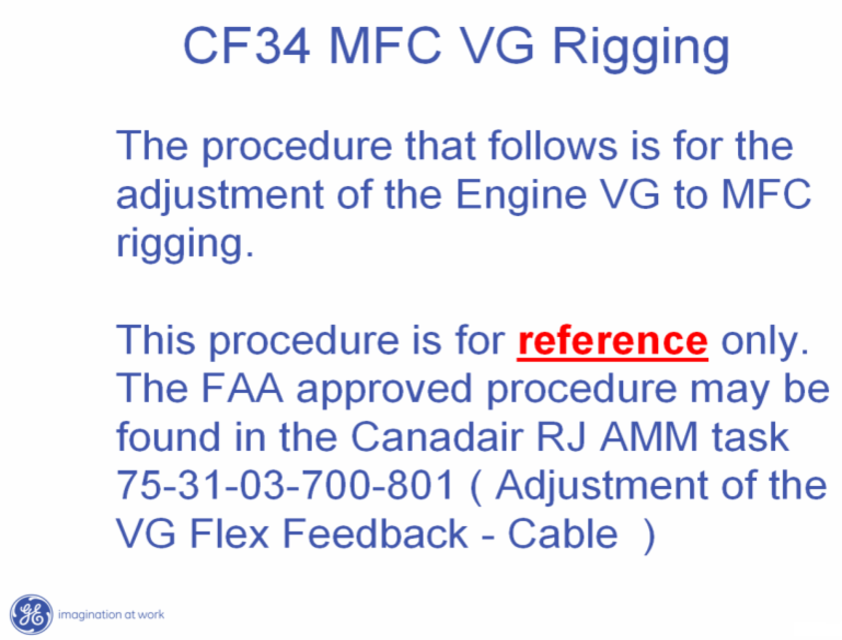 CF34 MFC VG Rigging
The procedure that follows is for the
adjustment of the Engine VG to MFC
rigging.
This procedure is for reference only.
The FAA approved procedure may be
found in the Canadair RJ AMM task
75-31-03-700-801 ( Adjustment of the
VG Flex Feedback - Cable )
GE imagination at work